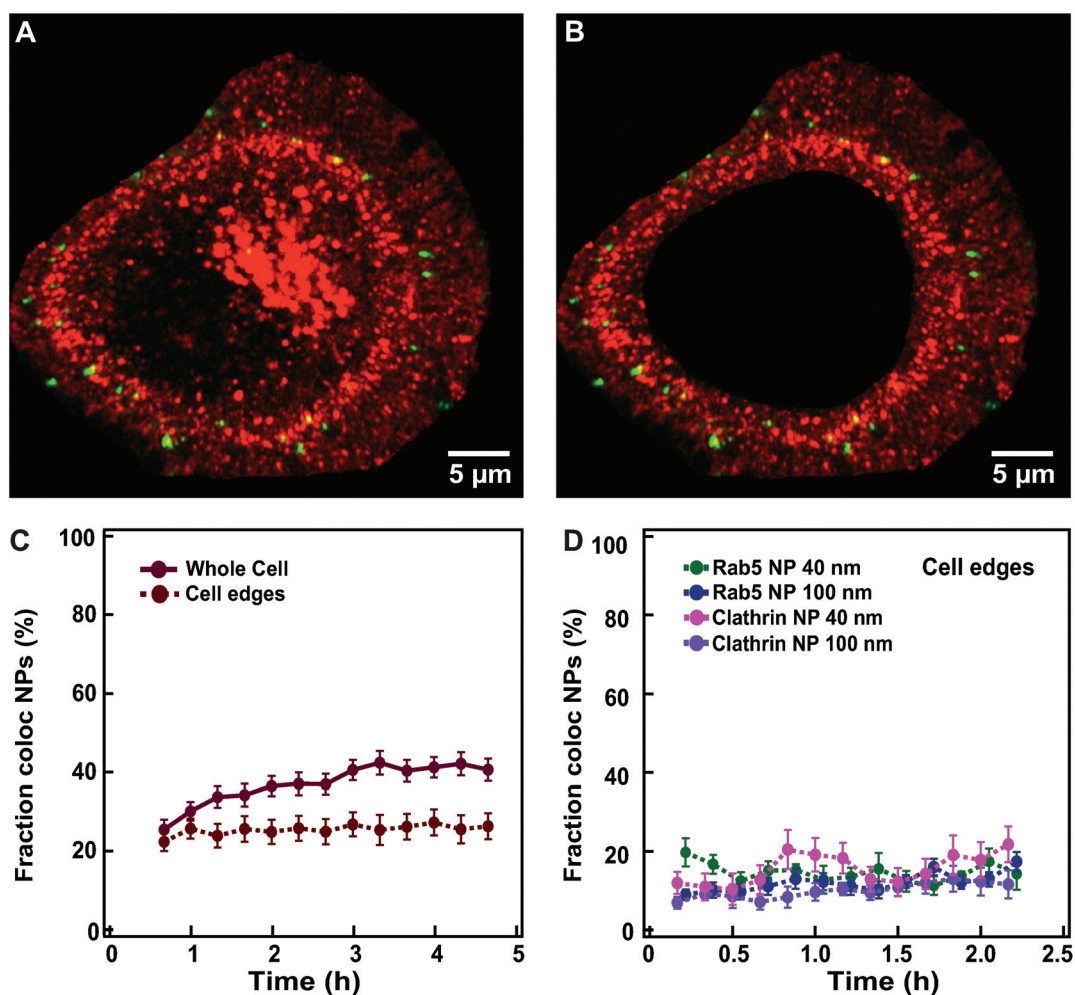 A
B
5 µm
5 µm
C
100
80
60
40
20
0
Fraction coloc NPs (%)
Whole Cell
Cell edges
0 1 2 3 4 5
Time (h)
D
100
80
60
40
20
0
Fraction coloc NPs (%)
Rab5 NP 40 nm
Rab5 NP 100 nm
Clathrin NP 40 nm
Clathrin NP 100 nm
Cell edges
0 0.5 1.0 1.5 2.0 2.5
Time (h)